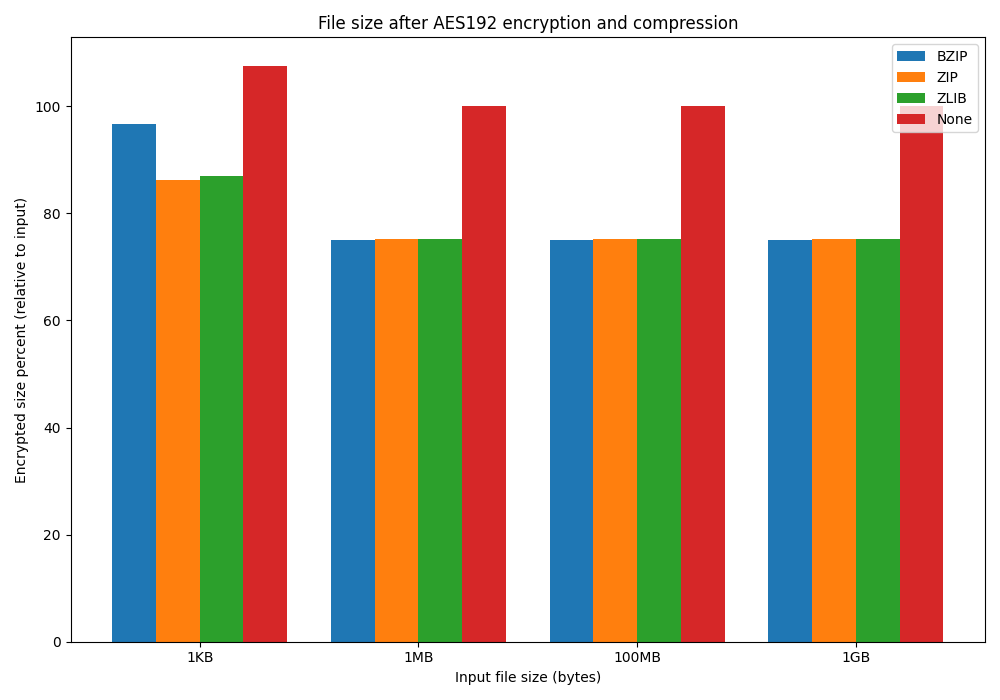 File size after AES192 encryption and compression
BZIP
ZIP
ZLIB
None
Encrypted size percent (relative to input)
100
80
60
40
20
0
1KB 1MB 100MB 1GB
Input file size (bytes)